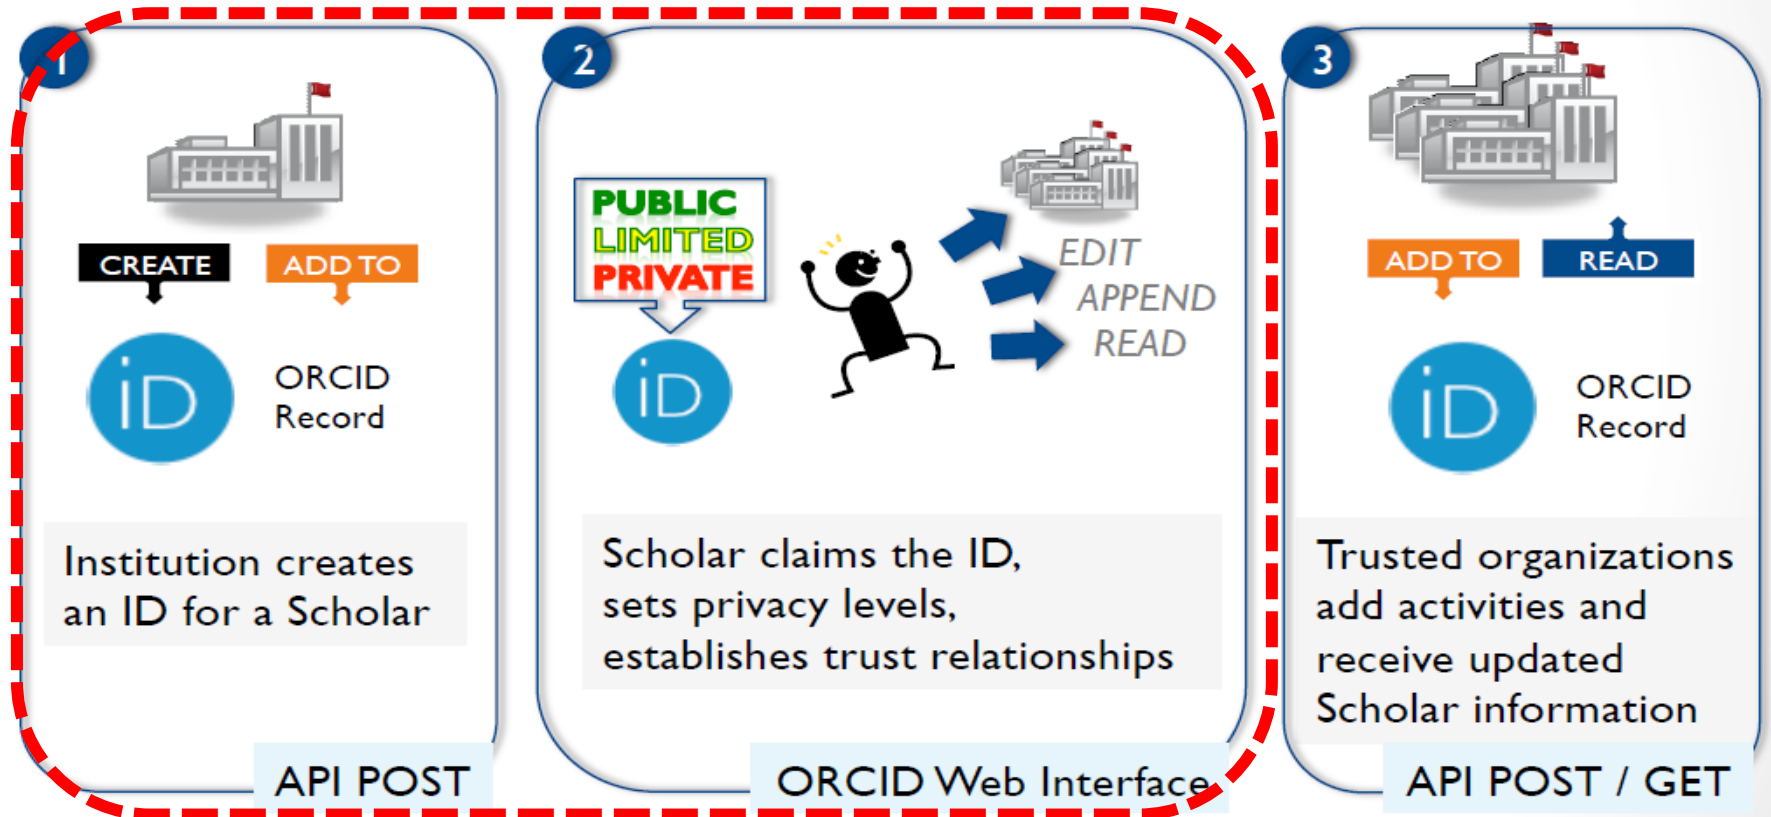 1
CREATE
ADD TO
iD
ORCID
Record
Institution creates
an ID for a Scholar
API POST
2
PUBLIC
LIMITED
PRIVATE
iD
EDIT
APPEND
READ
Scholar claims the ID,
sets privacy levels,
establishes trust relationships
ORCID Web Interface
3
ADD TO
READ
iD
ORCID
Record
Trusted organizations
add activities and
receive updated
Scholar information
API POST / GET